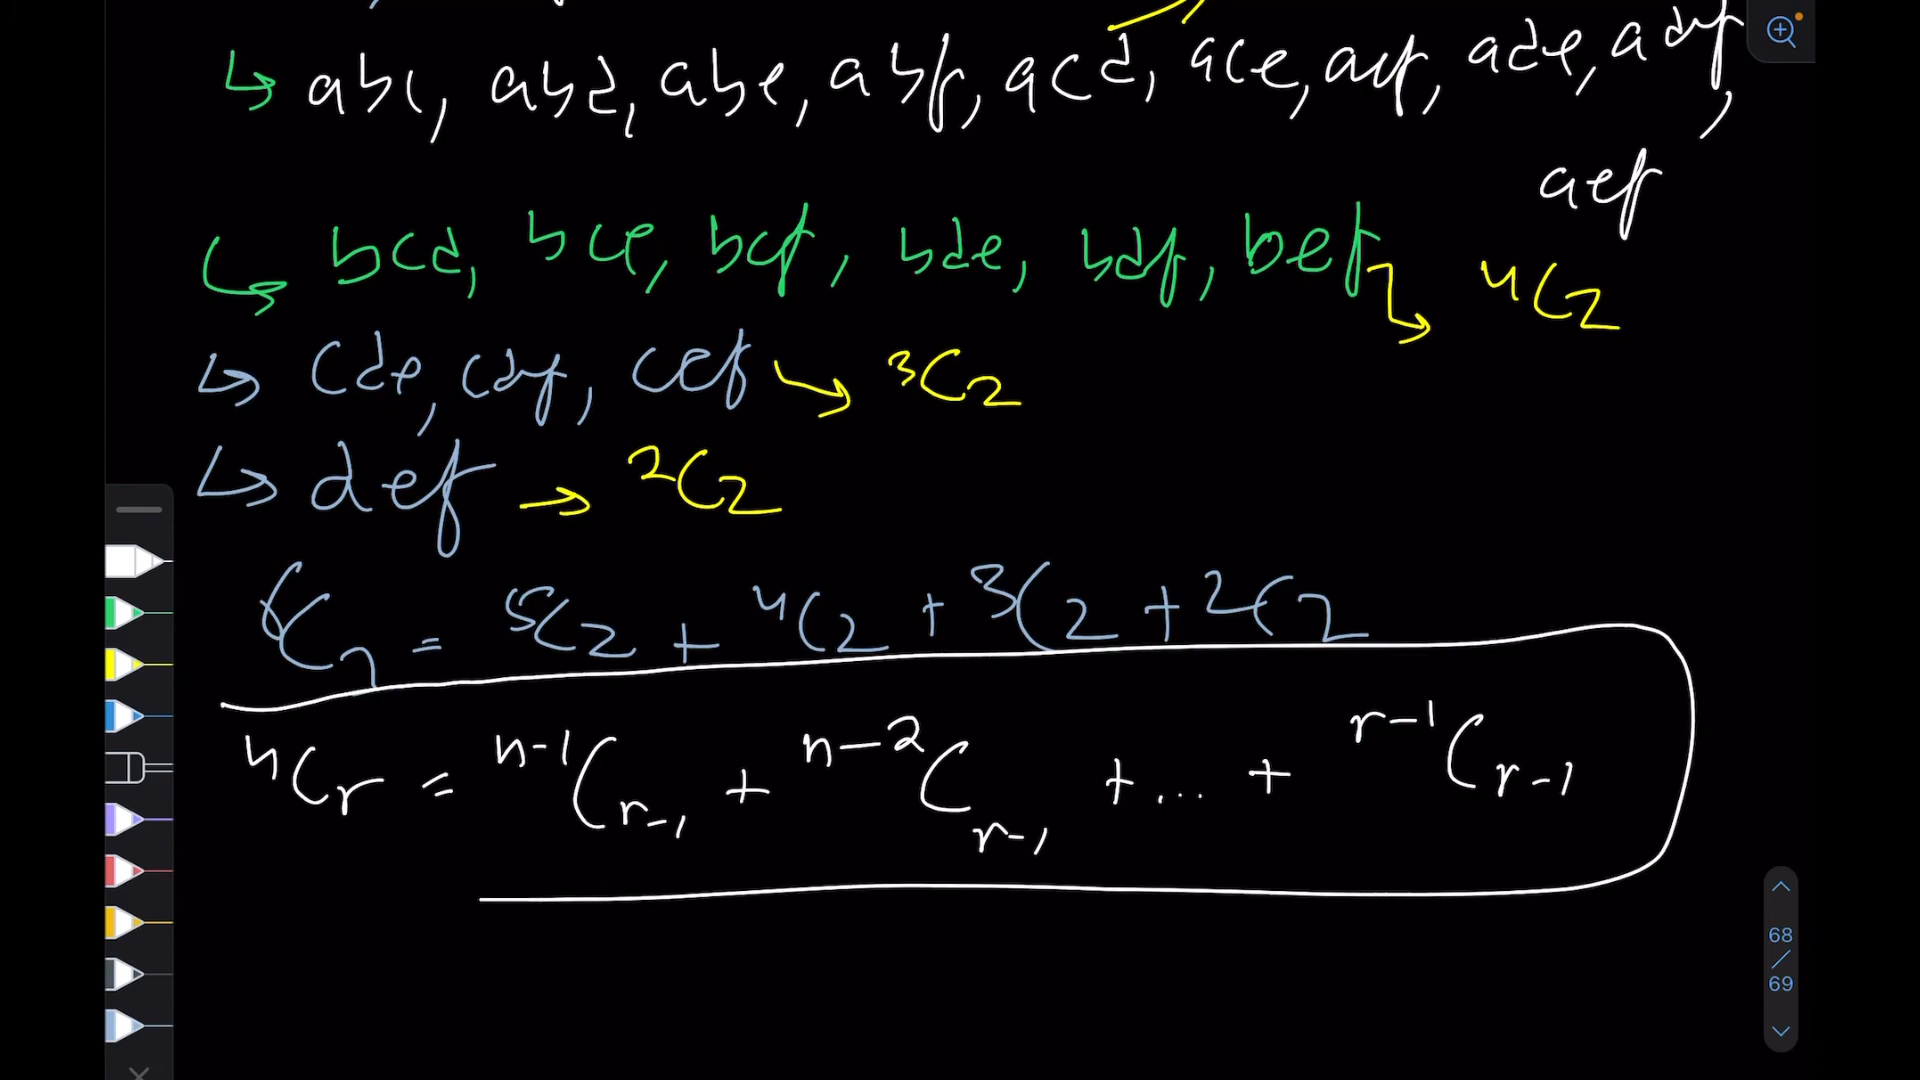 ↳ abc, abd, abe, abf, acd, ace, acf, ade, adf,
aef
↳ bcd, bce, bcf, bde, bdf, bef ↳ ⁴C₂
↳ cde, cdf, cef → ³C₂
↳ def → ²C₂
⁶C₃ = ⁵C₂ + ⁴C₂ + ³C₂ + ²C₂
ⁿCᵣ = ⁿ⁻¹Cᵣ₋₁ + ⁿ⁻²Cᵣ₋₁ + ... + ʳ⁻¹Cᵣ₋₁
68
/
69